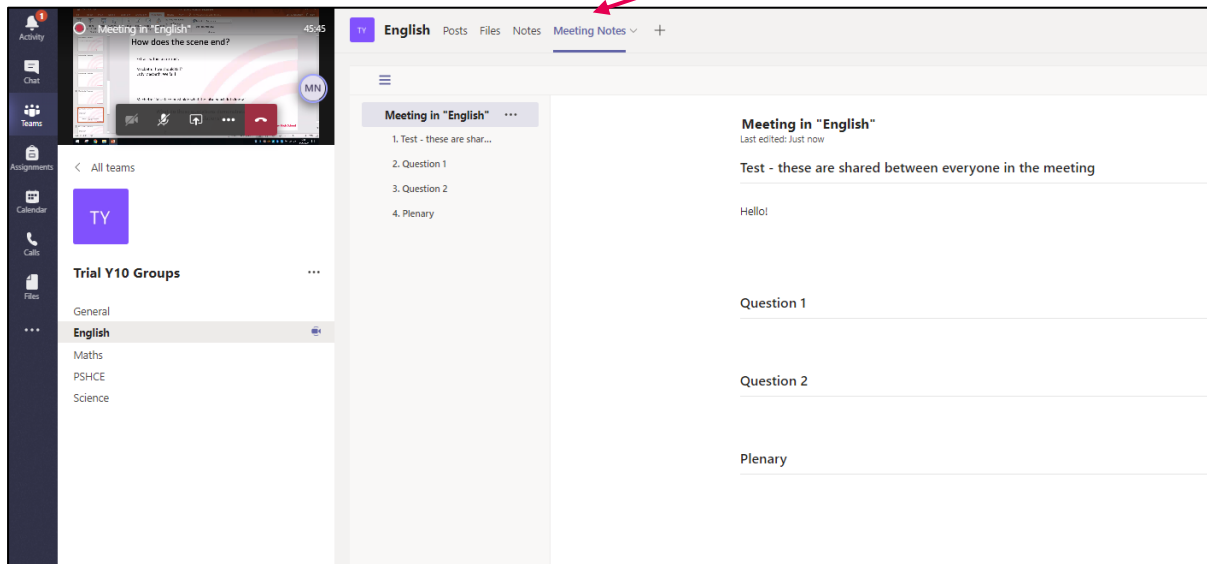 1
Activity
Chat
Teams
Assignments
Calendar
Calls
Files
Meeting in "English"
45:45
How does the scene end?
MN
All teams
TY
Trial Y10 Groups
General
English
Maths
PSHCE
Science
TY English Posts Files Notes Meeting Notes
Meeting in "English"
1. Test - these are shar...
2. Question 1
3. Question 2
4. Plenary
Meeting in "English"
Last edited: Just now
Test - these are shared between everyone in the meeting
Hello!
Question 1
Question 2
Plenary